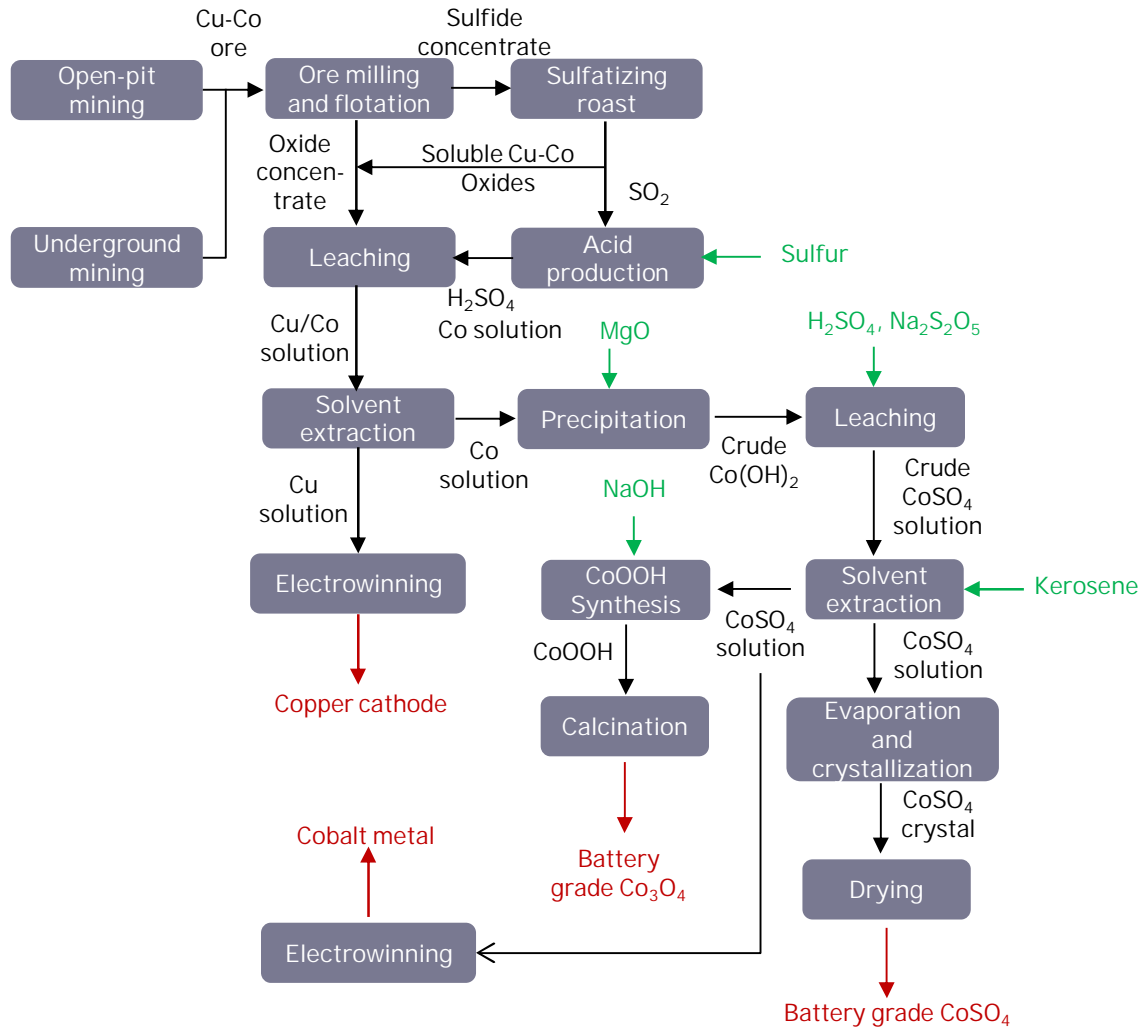 Cu-Co
ore
Sulfide
concentrate
Open-pit
mining
Ore milling
and flotation
Sulfatizing
roast
Oxide
concen-
trate
Soluble Cu-Co
Oxides
SO₂
Underground
mining
Leaching
Acid
production
Sulfur
H₂SO₄
Co solution
Cu/Co
solution
MgO
H₂SO₄, Na₂S₂O₅
Solvent
extraction
Precipitation
Leaching
Co
solution
Crude
Co(OH)₂
Crude
CoSO₄
solution
Cu
solution
NaOH
Electrowinning
CoOOH
Synthesis
Solvent
extraction
Kerosene
CoOOH
CoSO₄
solution
CoSO₄
solution
Copper cathode
Calcination
Evaporation
and
crystallization
CoSO₄
crystal
Cobalt metal
Battery
grade Co₃O₄
Drying
Electrowinning
Battery grade CoSO₄